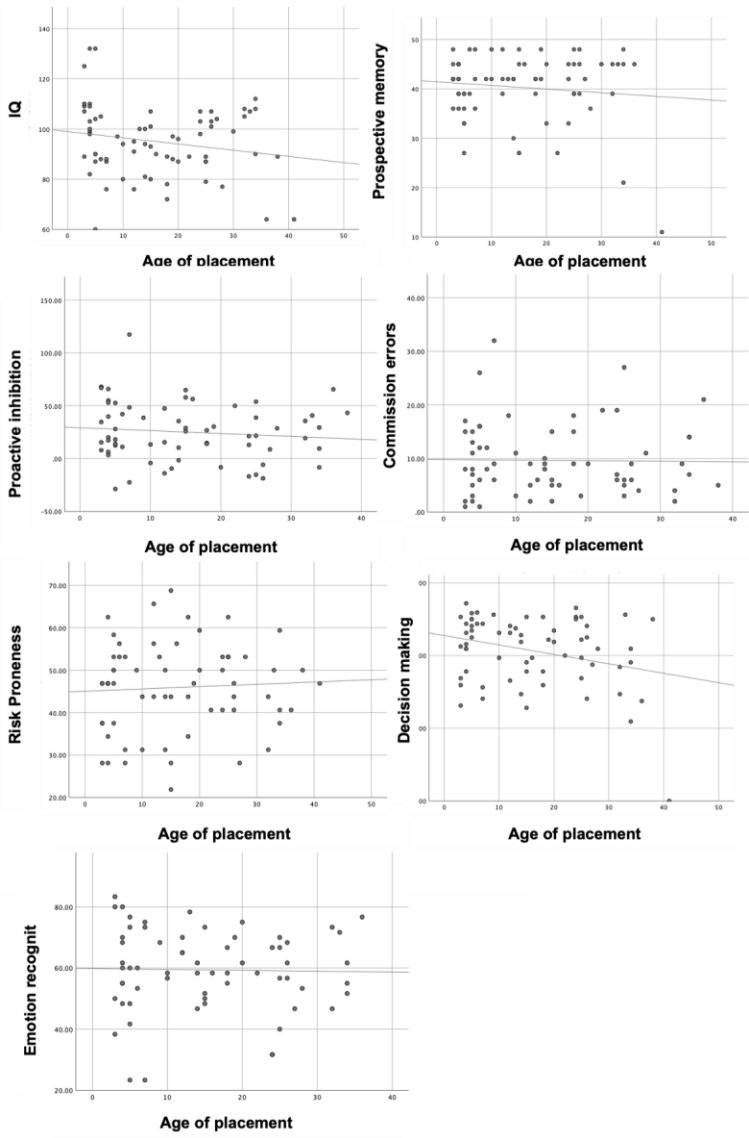 IQ
140
120
100
80
60
0 10 20 30 40 50
Age of placement
Prospective memory
50
40
30
20
10
0 10 20 30 40 50
Age of placement
Proactive inhibition
150.00
100.00
50.00
.00
-50.00
0 10 20 30 40
Age of placement
Commission errors
40.00
30.00
20.00
10.00
.00
0 10 20 30 40
Age of placement
Risk Proneness
70.00
60.00
50.00
40.00
30.00
20.00
0 10 20 30 40 50
Age of placement
Decision making
00
00
00
00
0 10 20 30 40 50
Age of placement
Emotion recognit
80.00
60.00
40.00
20.00
0 10 20 30 40
Age of placement